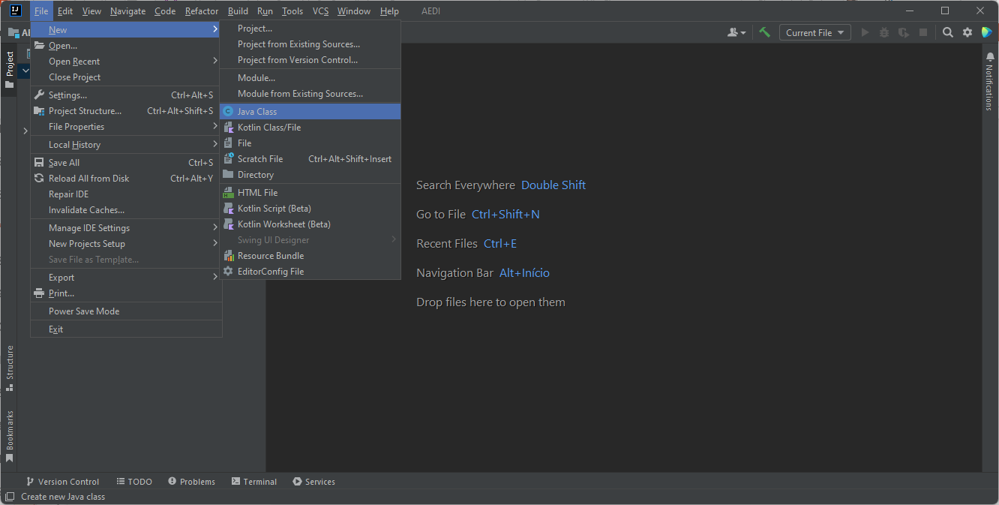 IJ File Edit View Navigate Code Refactor Build Run Tools VCS Window Help AEDI
Current File
New
Open...
Open Recent
Close Project
Settings... Ctrl+Alt+S
Project Structure... Ctrl+Alt+Shift+S
File Properties
Local History
Save All Ctrl+S
Reload All from Disk Ctrl+Alt+Y
Repair IDE
Invalidate Caches...
Manage IDE Settings
New Projects Setup
Save File as Template...
Export
Print...
Power Save Mode
Exit
Project...
Project from Existing Sources...
Project from Version Control...
Module...
Module from Existing Sources...
C Java Class
Kotlin Class/File
File
Scratch File Ctrl+Alt+Shift+Insert
Directory
HTML File
Kotlin Script (Beta)
Kotlin Worksheet (Beta)
Swing UI Designer
Resource Bundle
EditorConfig File
Search Everywhere Double Shift
Go to File Ctrl+Shift+N
Recent Files Ctrl+E
Navigation Bar Alt+Início
Drop files here to open them
Project
Structure
Bookmarks
Notifications
Version Control TODO Problems Terminal Services
Create new Java class